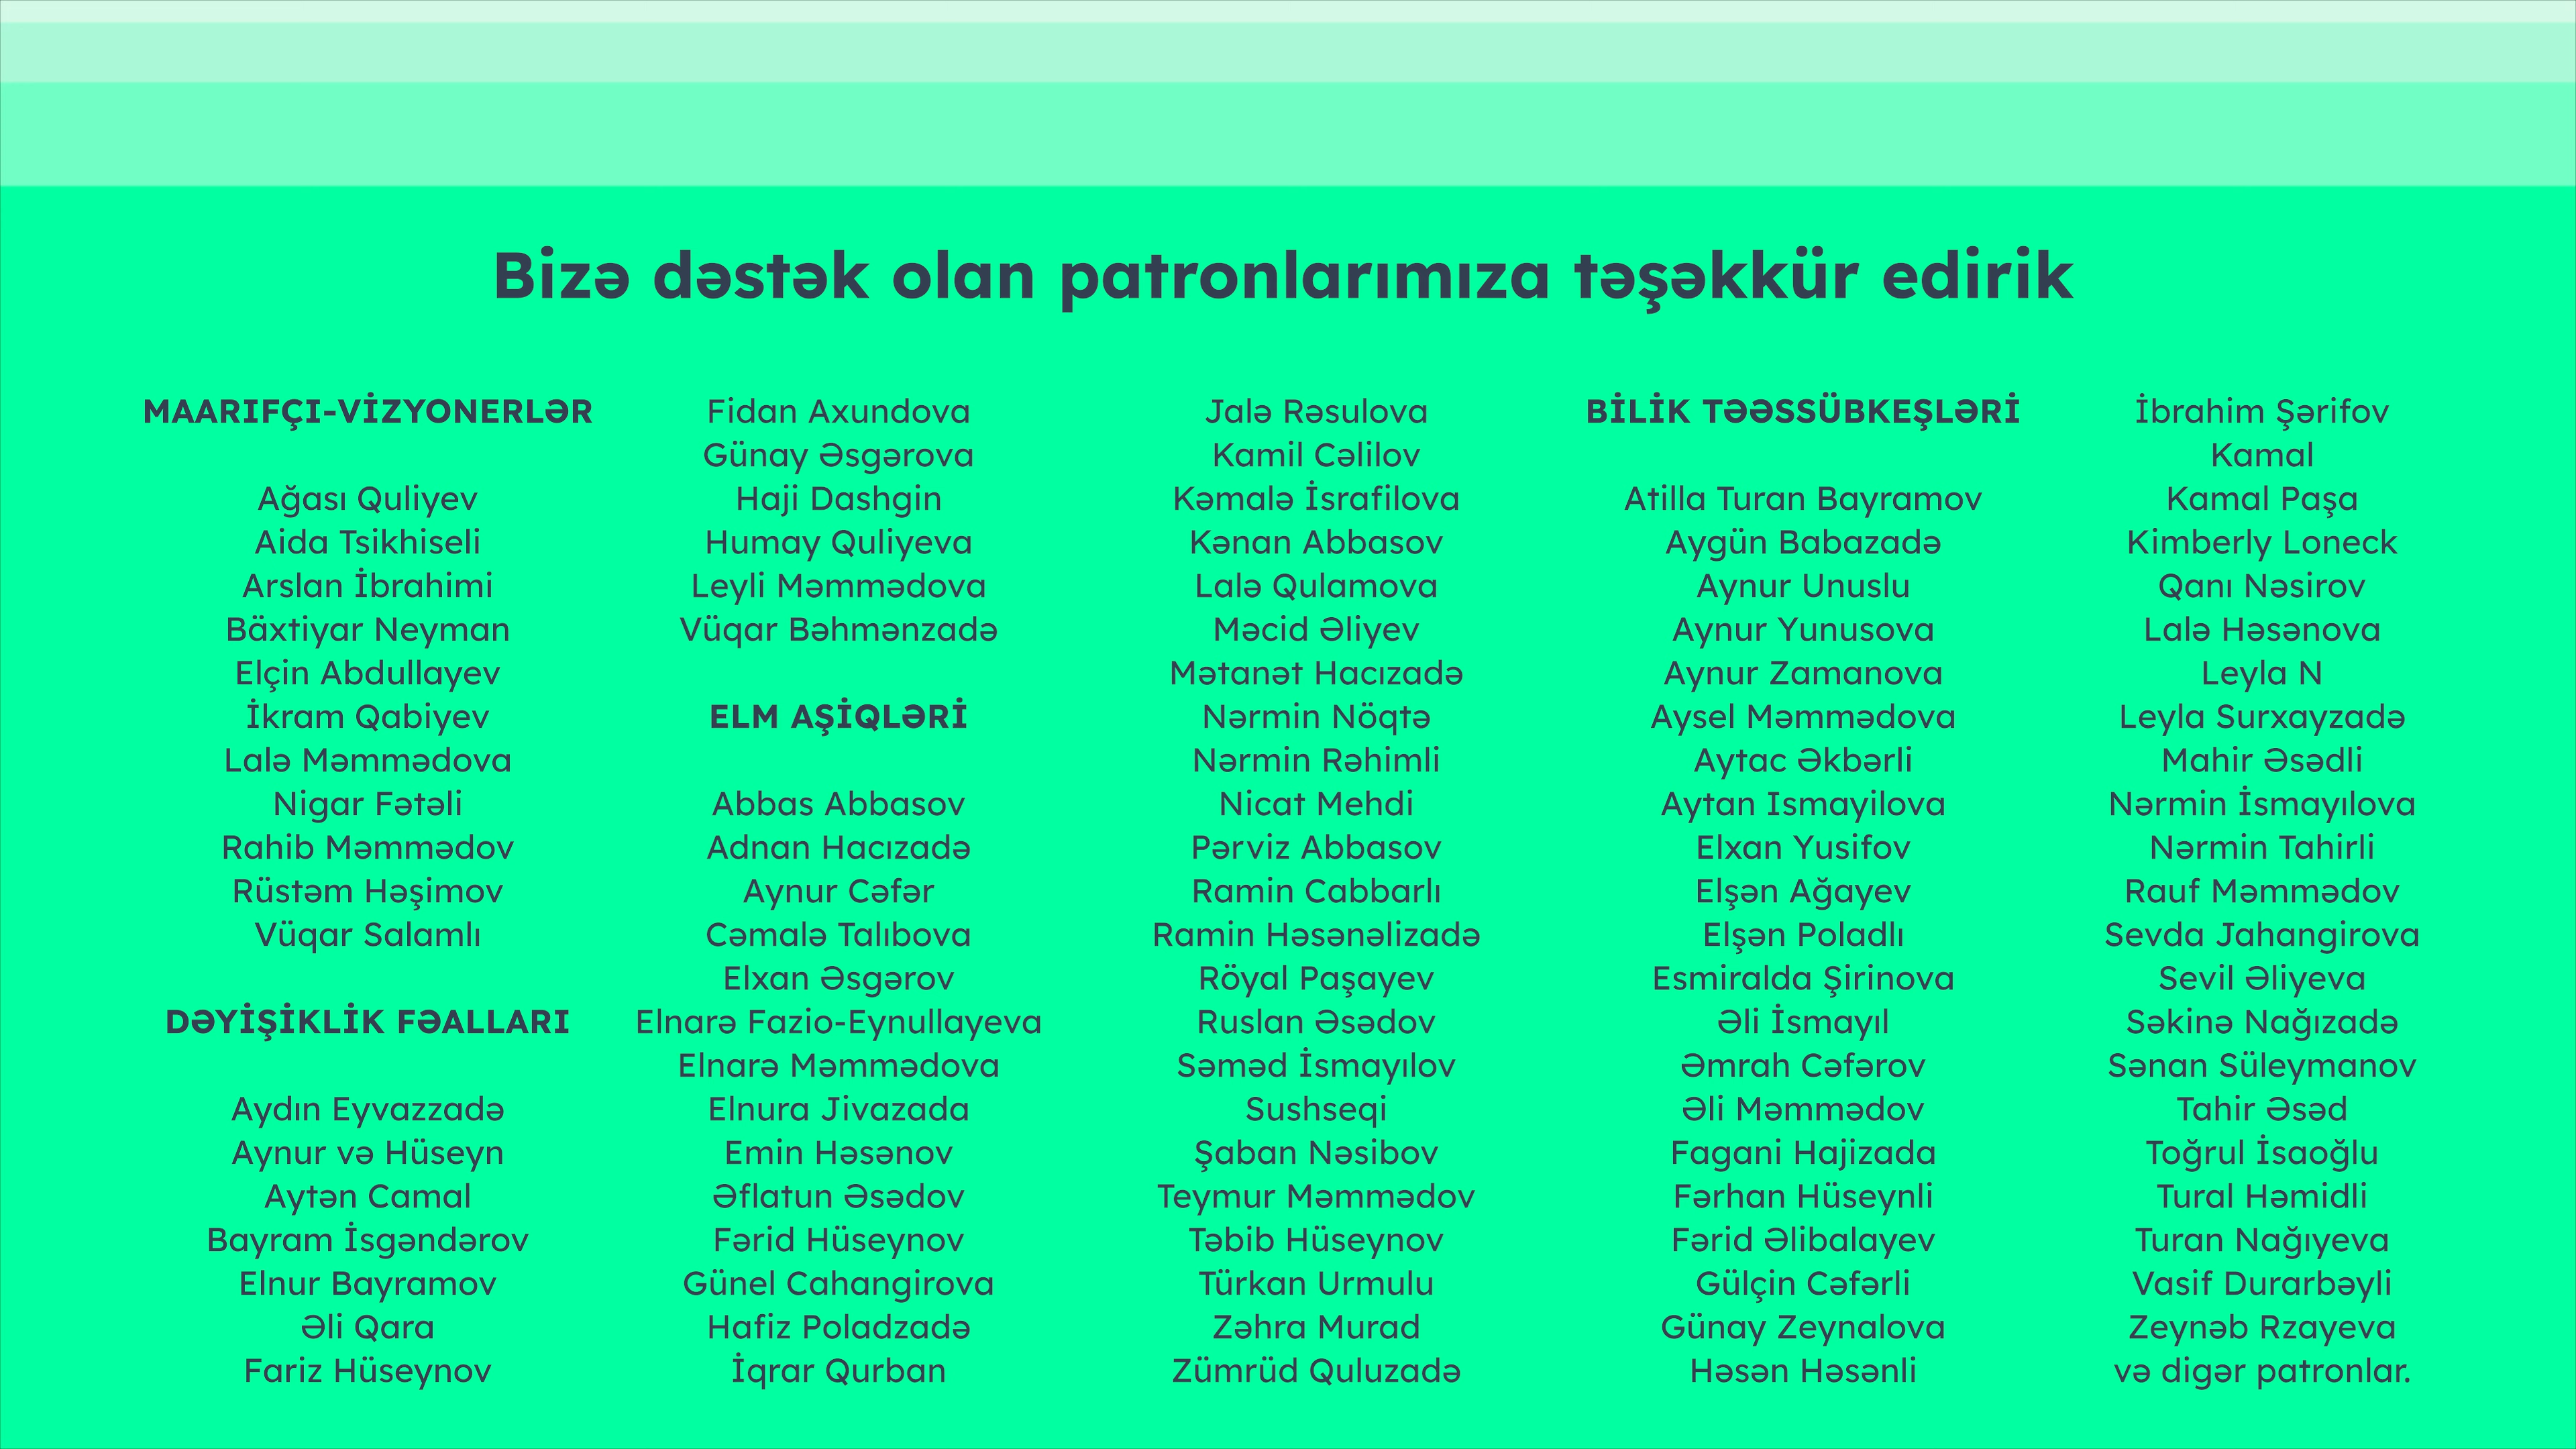 Bizə dəstək olan patronlarımıza təşəkkür edirik
MAARIFÇI-VİZYONERLƏR
Ağası Quliyev
Aida Tsikhiseli
Arslan İbrahimi
Bäxtiyar Neyman
Elçin Abdullayev
İkram Qabiyev
Lalə Məmmədova
Nigar Fətəli
Rahib Məmmədov
Rüstəm Həşimov
Vüqar Salamlı
DƏYİŞİKLİK FƏALLARI
Aydın Eyvazzadə
Aynur və Hüseyn
Aytən Camal
Bayram İsgəndərov
Elnur Bayramov
Əli Qara
Fariz Hüseynov
Fidan Axundova
Günay Əsgərova
Haji Dashgin
Humay Quliyeva
Leyli Məmmədova
Vüqar Bəhmənzadə
ELM AŞİQLƏRİ
Abbas Abbasov
Adnan Hacızadə
Aynur Cəfər
Cəmalə Talıbova
Elxan Əsgərov
Elnarə Fazio-Eynullayeva
Elnarə Məmmədova
Elnura Jivazada
Emin Həsənov
Əflatun Əsədov
Fərid Hüseynov
Günel Cahangirova
Hafiz Poladzadə
İqrar Qurban
Jalə Rəsulova
Kamil Cəlilov
Kəmalə İsrafilova
Kənan Abbasov
Lalə Qulamova
Məcid Əliyev
Mətanət Hacızadə
Nərmin Nöqtə
Nərmin Rəhimli
Nicat Mehdi
Pərviz Abbasov
Ramin Cabbarlı
Ramin Həsənəlizadə
Röyal Paşayev
Ruslan Əsədov
Səməd İsmayılov
Sushseqi
Şaban Nəsibov
Teymur Məmmədov
Təbib Hüseynov
Türkan Urmulu
Zəhra Murad
Zümrüd Quluzadə
BİLİK TƏƏSSÜBKEŞLƏRİ
Atilla Turan Bayramov
Aygün Babazadə
Aynur Unuslu
Aynur Yunusova
Aynur Zamanova
Aysel Məmmədova
Aytac Əkbərli
Aytan Ismayilova
Elxan Yusifov
Elşən Ağayev
Elşən Poladlı
Esmiralda Şirinova
Əli İsmayıl
Əmrah Cəfərov
Əli Məmmədov
Fagani Hajizada
Fərhan Hüseynli
Fərid Əlibalayev
Gülçin Cəfərli
Günay Zeynalova
Həsən Həsənli
İbrahim Şərifov
Kamal
Kamal Paşa
Kimberly Loneck
Qanı Nəsirov
Lalə Həsənova
Leyla N
Leyla Surxayzadə
Mahir Əsədli
Nərmin İsmayılova
Nərmin Tahirli
Rauf Məmmədov
Sevda Jahangirova
Sevil Əliyeva
Səkinə Nağızadə
Sənan Süleymanov
Tahir Əsəd
Toğrul İsaoğlu
Tural Həmidli
Turan Nağıyeva
Vasif Durarbəyli
Zeynəb Rzayeva
və digər patronlar.